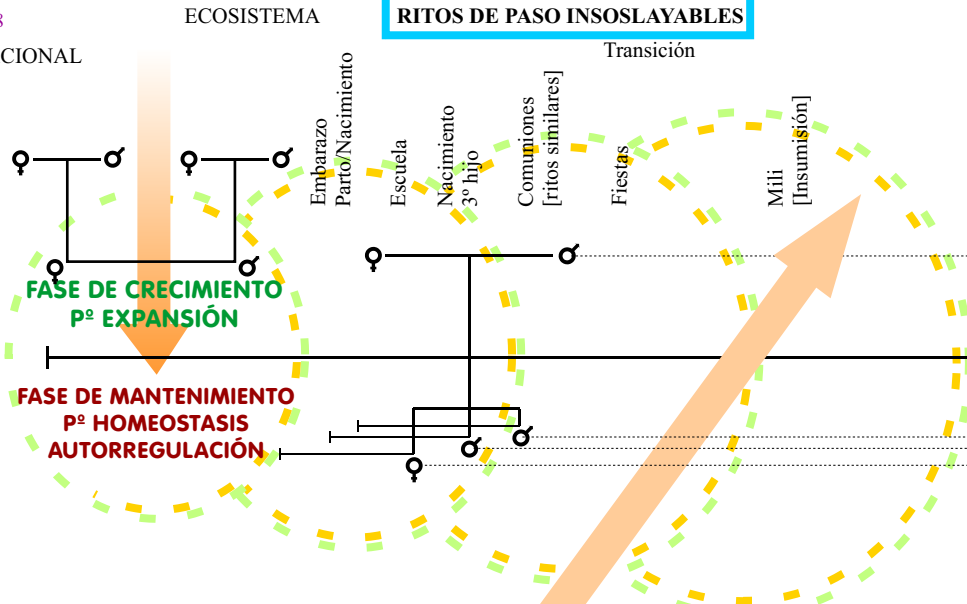 8
ECOSISTEMA
RITOS DE PASO INSOSLAYABLES
CIONAL
Transición
Embarazo
Parto/Nacimiento
Escuela
Nacimiento
3º hijo
Comuniones
[ritos similares]
Fiestas
Mili
[Insumisión]
FASE DE CRECIMIENTO
Pº EXPANSIÓN
FASE DE MANTENIMIENTO
Pº HOMEOSTASIS
AUTORREGULACIÓN